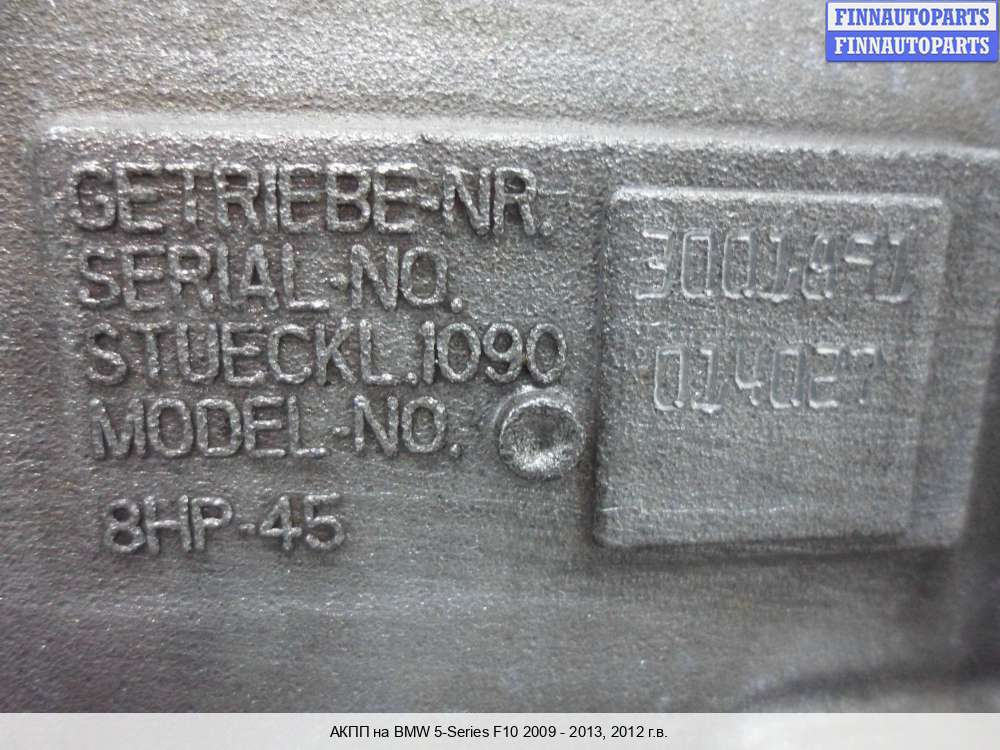 FINNAUTOPARTS
FINNAUTOPARTS
GETRIEBE-NR.
SERIAL-NO.
STUECKL.1090
MODEL-NO.
8HP-45
014027
АКПП на BMW 5-Series F10 2009 - 2013, 2012 г.в.